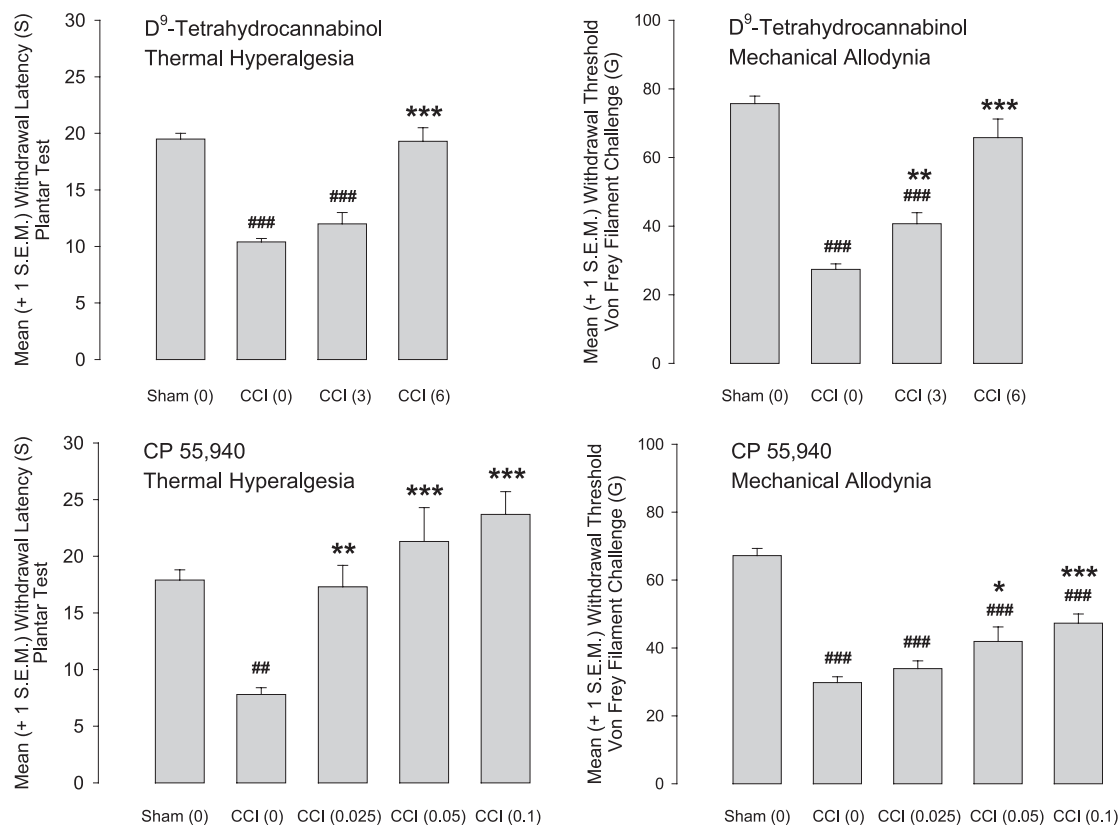 D⁹-Tetrahydrocannabinol
Thermal Hyperalgesia
Mean (+ 1 S.E.M.) Withdrawal Latency (S)
Plantar Test
30
25
20
15
10
5
0
###
###
***
Sham (0) CCI (0) CCI (3) CCI (6)
D⁹-Tetrahydrocannabinol
Mechanical Allodynia
Mean (+ 1 S.E.M.) Withdrawal Threshold
Von Frey Filament Challenge (G)
100
80
60
40
20
0
###
**
###
***
Sham (0) CCI (0) CCI (3) CCI (6)
CP 55,940
Thermal Hyperalgesia
Mean (+ 1 S.E.M.) Withdrawal Latency (S)
Plantar Test
30
25
20
15
10
5
0
##
**
***
***
Sham (0) CCI (0) CCI (0.025) CCI (0.05) CCI (0.1)
CP 55,940
Mechanical Allodynia
Mean (+ 1 S.E.M.) Withdrawal Threshold
Von Frey Filament Challenge (G)
100
80
60
40
20
0
###
###
*
###
***
###
Sham (0) CCI (0) CCI (0.025) CCI (0.05) CCI (0.1)